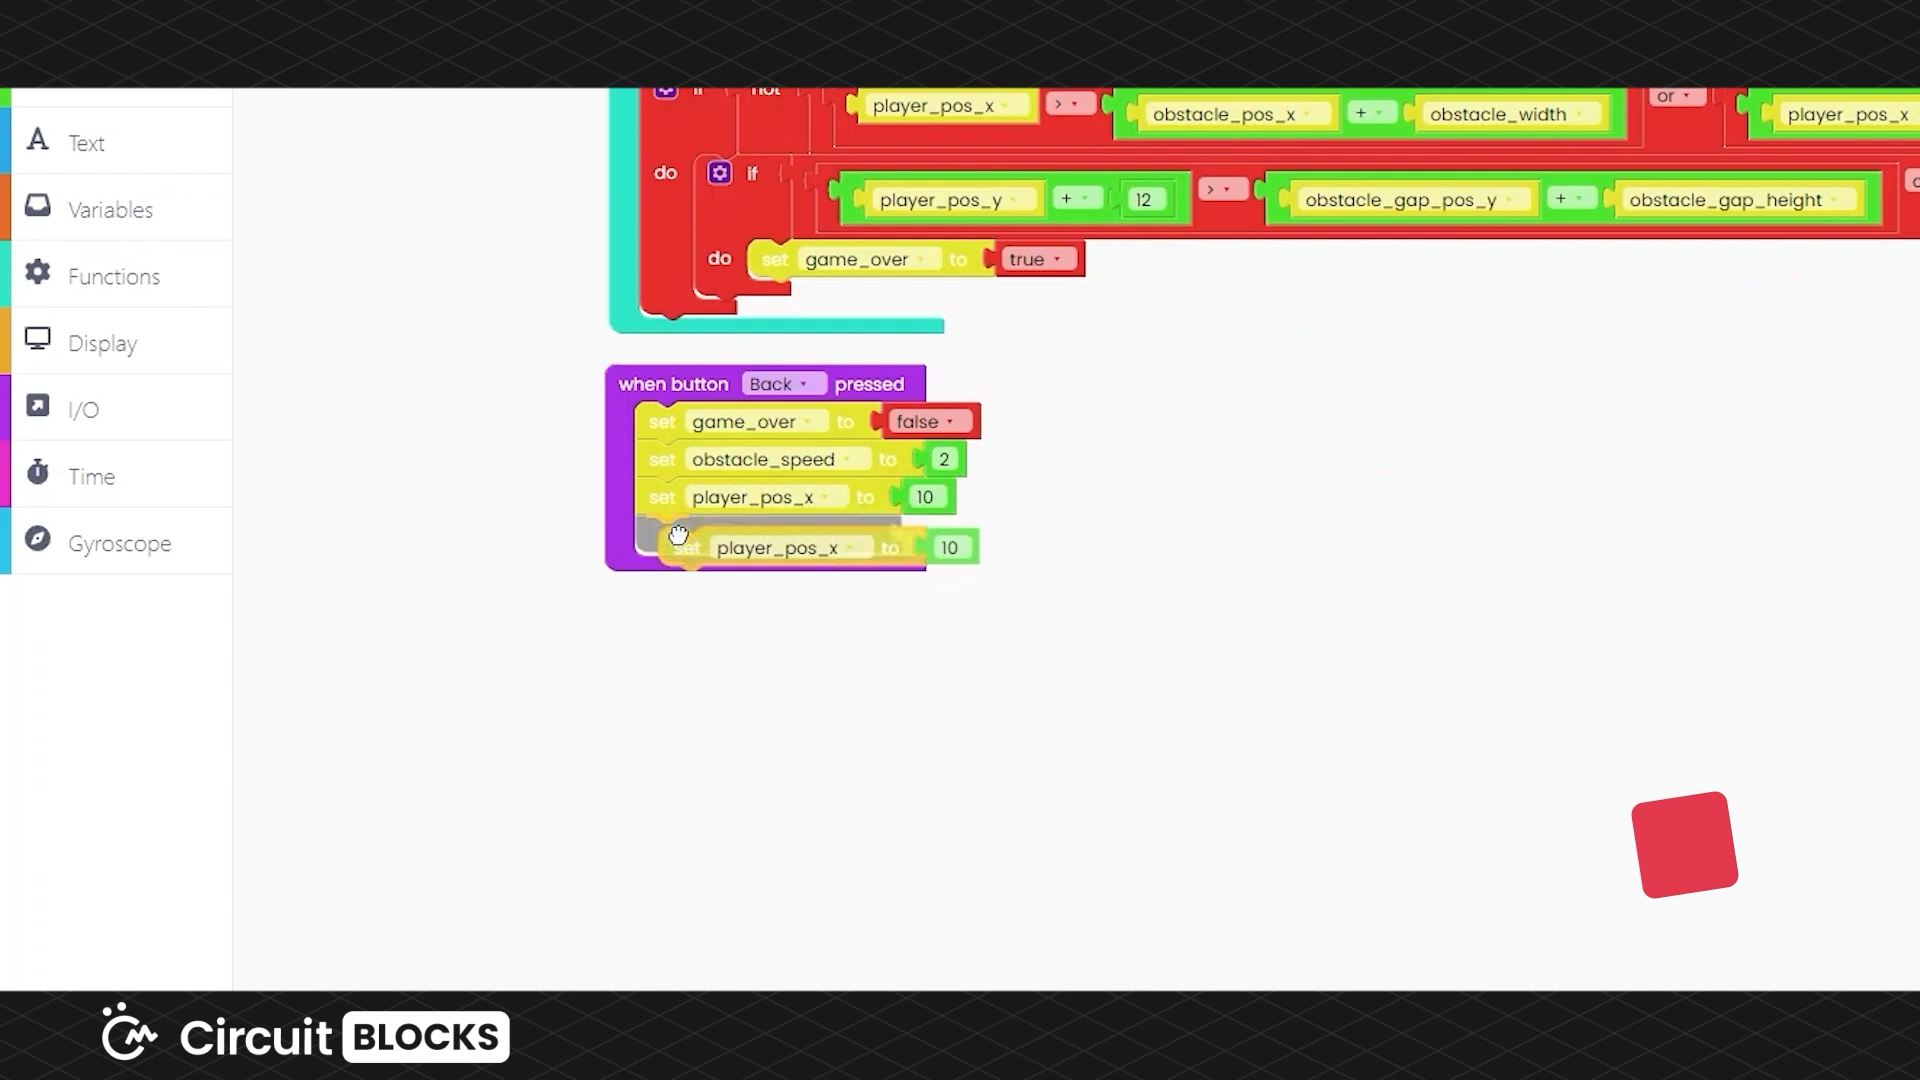 if not player_pos_x > obstacle_pos_x + obstacle_width or player_pos_x
Text
do if player_pos_y + 12 > obstacle_gap_pos_y + obstacle_gap_height
Variables
do set game_over to true
Functions
Display
when button Back pressed
I/O
set game_over to false
set obstacle_speed to 2
Time
set player_pos_x to 10
Gyroscope
set player_pos_x to 10
Circuit BLOCKS